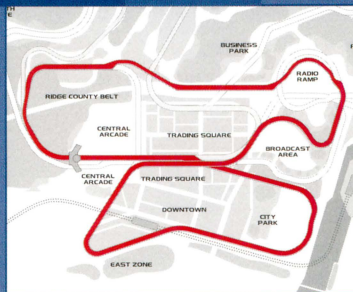 BUSINESS
PARK
RADIO
RAMP
RIDGE COUNTY BELT
CENTRAL
ARCADE
TRADING SQUARE
BROADCAST
AREA
CENTRAL
ARCADE
TRADING SQUARE
DOWNTOWN
CITY
PARK
EAST ZONE